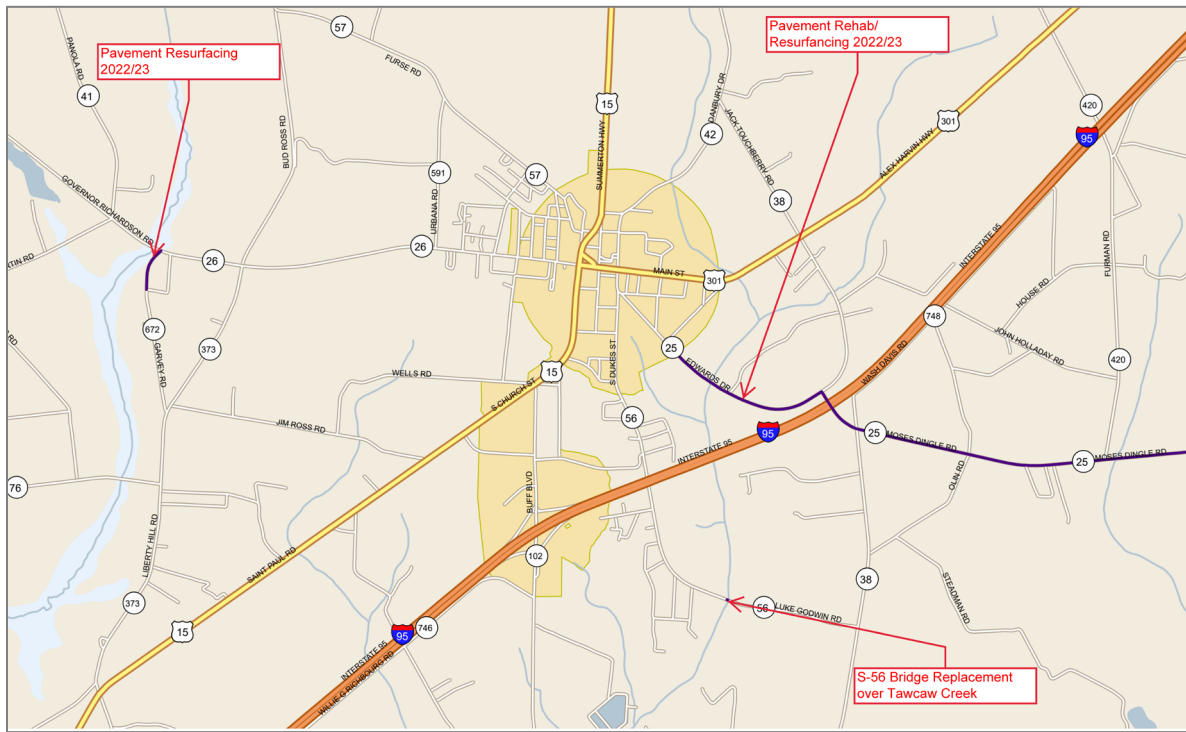 57
PANOLA RD
Pavement Resurfacing
2022/23
FURSE RD
Pavement Rehab/
Resurfancing 2022/23
41
BUD ROSS RD
15
DANBURY DR
42
JACK TOUCHBERRY RD
301
420
95
SUMMERTON HWY
ALEX HARVIN HWY
591
57
URBANA RD
38
GOVERNOR RICHARDSON RD
26
26
MAIN ST
301
INTERSTATE 95
FURMAN RD
RTIN RD
HOUSE RD
672
373
GARVEY RD
748
JOHN HOLLADAY RD
25
EDWARDS DR
S DUKES ST
WASH DAVIS RD
420
RD
WELLS RD
15
S CHURCH ST
56
JIM ROSS RD
95
25
MOSES DINGLE RD
25
MOSES DINGLE RD
INTERSTATE 95
OLIN RD
76
BUFF BLVD
LIBERTY HILL RD
SAINT PAUL RD
102
38
373
56
LUKE GODWIN RD
STEADMAN RD
15
95
746
INTERSTATE 95
WILLIE G RICHBOURG RD
S-56 Bridge Replacement
over Tawcaw Creek